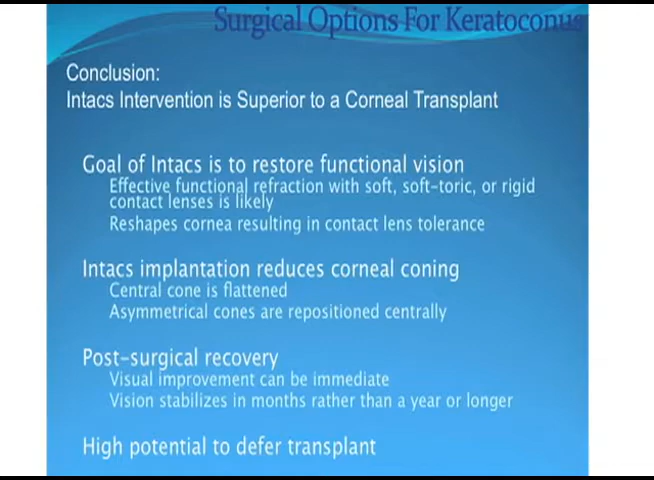 Surgical Options For Keratoconus
Conclusion:
Intacs Intervention is Superior to a Corneal Transplant
Goal of Intacs is to restore functional vision
Effective functional refraction with soft, soft-toric, or rigid
contact lenses is likely
Reshapes cornea resulting in contact lens tolerance
Intacs implantation reduces corneal coning
Central cone is flattened
Asymmetrical cones are repositioned centrally
Post-surgical recovery
Visual improvement can be immediate
Vision stabilizes in months rather than a year or longer
High potential to defer transplant